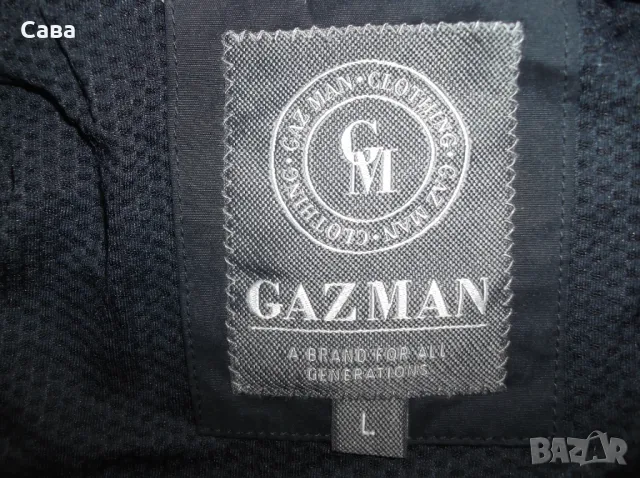 Сава
GAZ MAN · CLOTHING · GAZ MAN · CLOTHING ·
GM
GAZMAN
A BRAND FOR ALL
GENERATIONS
L
BAZAR
bg